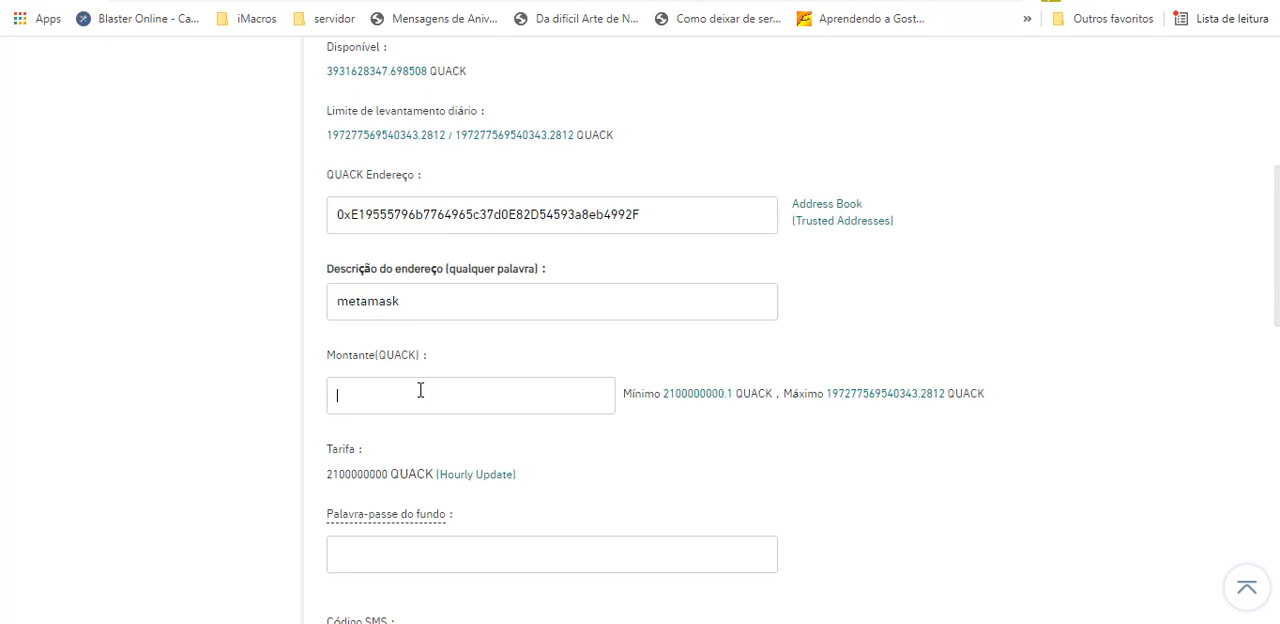 Apps Blaster Online - Ca... iMacros servidor Mensagens de Aniv... Da difícil Arte de N... Como deixar de ser... Aprendendo a Gost... » Outros favoritos Lista de leitura
Disponível :
3931628347.698508 QUACK
Limite de levantamento diário :
197277569540343.2812 / 197277569540343.2812 QUACK
QUACK Endereço :
0xE19555796b7764965c37d0E82D54593a8eb4992F
Address Book
(Trusted Addresses)
Descrição do endereço (qualquer palavra) :
metamask
Montante(QUACK) :
Mínimo 2100000000.1 QUACK , Máximo 197277569540343.2812 QUACK
Tarifa :
2100000000 QUACK (Hourly Update)
Palavra-passe do fundo :
Código SMS :